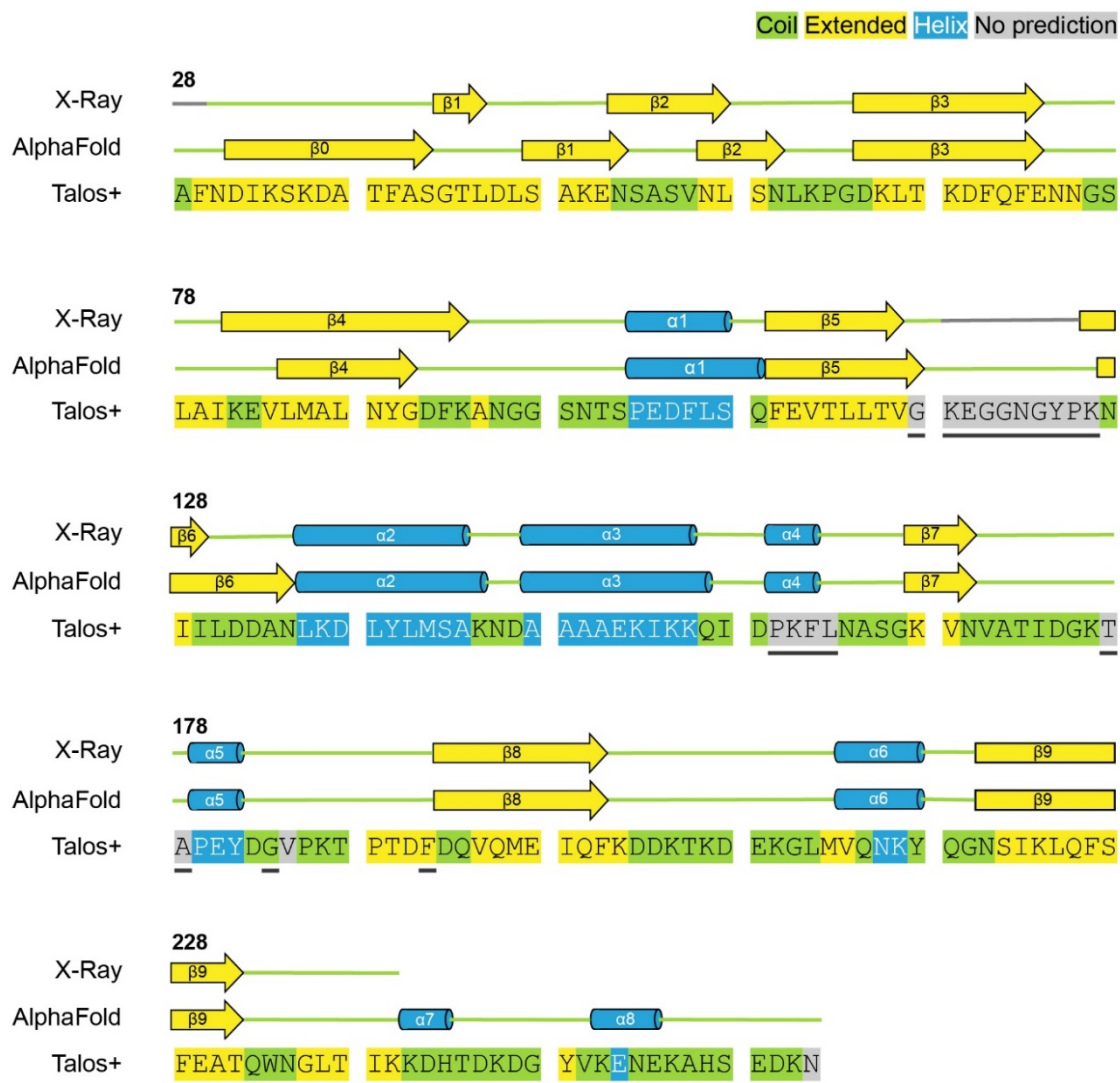 Coil Extended Helix No prediction
28
X-Ray β1 β2 β3
AlphaFold β0 β1 β2 β3
Talos+ AFNDIKSKDA TFASGTLDLS AKENSASVNL SNLKPGDKLT KDFQFENNGS
78
X-Ray β4 α1 β5
AlphaFold β4 α1 β5
Talos+ LAIKEVLMAL NYGDFKANGG SNTSPEDFLS QFEVTLLTVG KEGGNGYPKN
128
X-Ray β6 α2 α3 α4 β7
AlphaFold β6 α2 α3 α4 β7
Talos+ IILDDANLKD LYLMSAKNDA AAAEKIKKQI DPKFLNASGK VNVATIDGKT
178
X-Ray α5 β8 α6 β9
AlphaFold α5 β8 α6 β9
Talos+ APEYDGVPKT PTDFDQVQME IQFKDDKTKD EKGLMVQNKY QGNSIKLQFS
228
X-Ray β9
AlphaFold β9 α7 α8
Talos+ FEATQWNGLT IKKDHTDKDG YVKENEKAHS EDKN